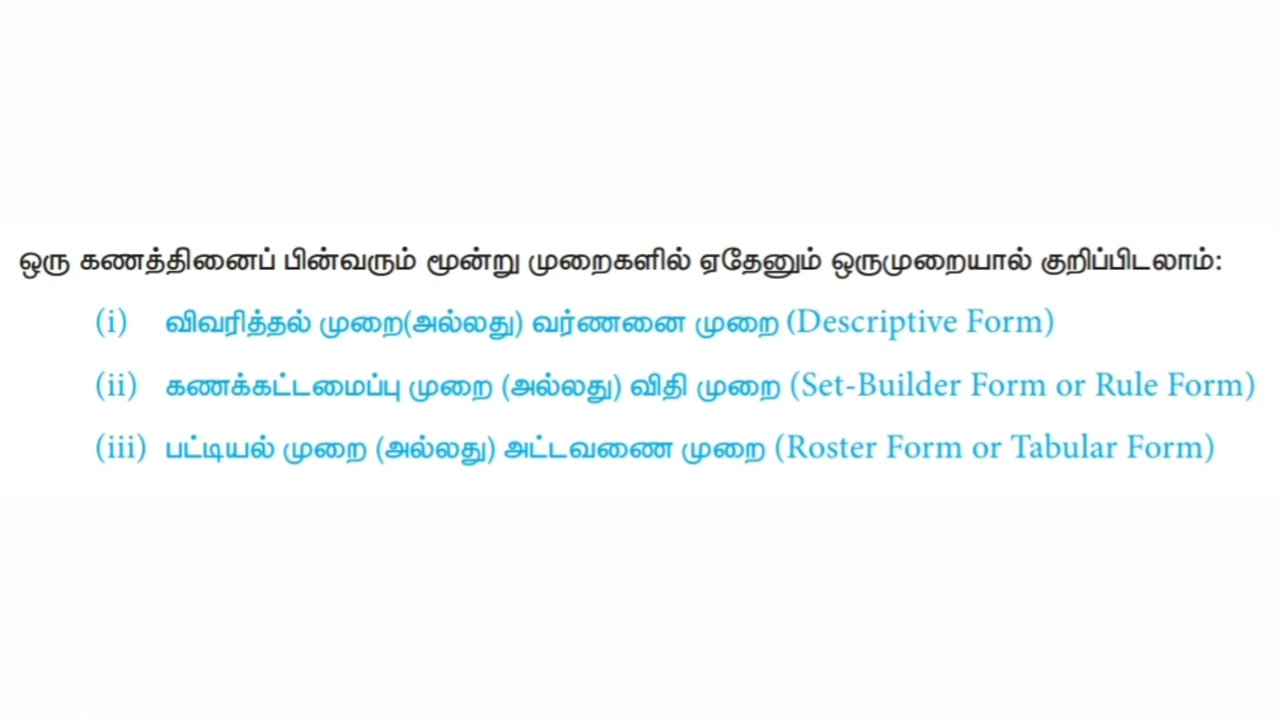 ஒரு கணத்தினைப் பின்வரும் மூன்று முறைகளில் ஏதேனும் ஒருமுறையால் குறிப்பிடலாம்:
(i) விவரித்தல் முறை(அல்லது) வர்ணனை முறை (Descriptive Form)
(ii) கணக்கட்டமைப்பு முறை (அல்லது) விதி முறை (Set-Builder Form or Rule Form)
(iii) பட்டியல் முறை (அல்லது) அட்டவணை முறை (Roster Form or Tabular Form)